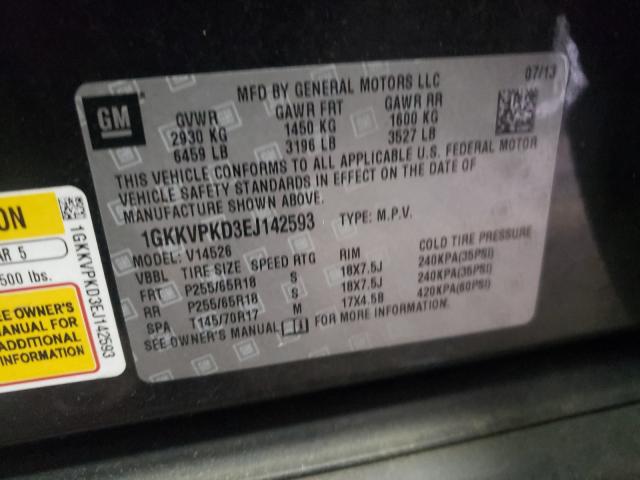 MFD BY GENERAL MOTORS LLC 07/13
GM
GVWR GAWR FRT GAWR RR
2930 KG 1450 KG 1600 KG
6459 LB 3196 LB 3527 LB
THIS VEHICLE CONFORMS TO ALL APPLICABLE U.S. FEDERAL MOTOR
VEHICLE SAFETY STANDARDS IN EFFECT ON THE DATE OF
MANUFACTURE SHOWN ABOVE.
1GKKVPKD3EJ142593 TYPE: M.P.V.
MODEL: V14526
VBBL TIRE SIZE SPEED RTG RIM COLD TIRE PRESSURE
FRT P255/65R18 S 18X7.5J 240KPA(35PSI)
RR P255/65R18 S 18X7.5J 240KPA(35PSI)
SPA T145/70R17 M 17X4.5B 420KPA(60PSI)
SEE OWNER'S MANUAL FOR MORE INFORMATION.
ON
AR 5
500 lbs.
EE OWNER'S
MANUAL FOR
ADDITIONAL
INFORMATION
1GKKVPKD3EJ142593